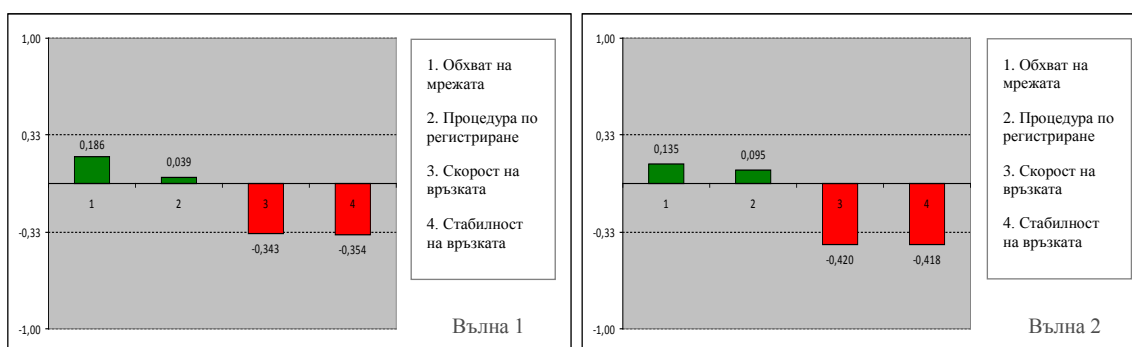 1,00
0,33
-0,33
-1,00
0,186
0,039
-0,343
-0,354
1
2
3
4
1. Обхват на
мрежата
2. Процедура по
регистриране
3. Скорост на
връзката
4. Стабилност
на връзката
Вълна 1
1,00
0,33
-0,33
-1,00
0,135
0,095
-0,420
-0,418
1
2
3
4
1. Обхват на
мрежата
2. Процедура по
регистриране
3. Скорост на
връзката
4. Стабилност
на връзката
Вълна 2